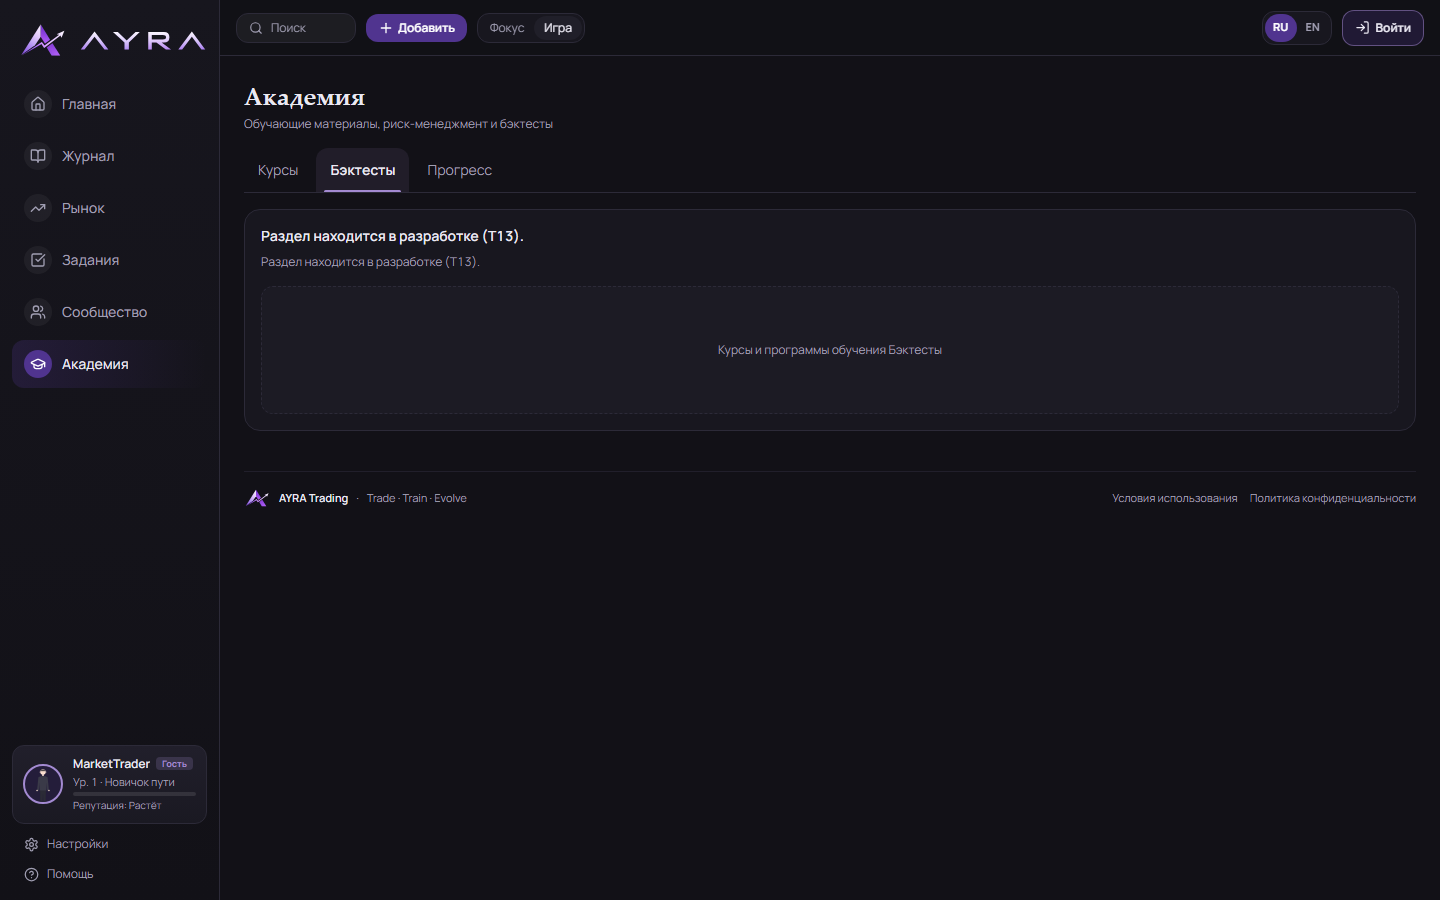 AYRA
Поиск
Добавить
Фокус
Игра
RU
EN
Войти
Главная
Журнал
Рынок
Задания
Сообщество
Академия
Академия
Обучающие материалы, риск-менеджмент и бэктесты
Курсы
Бэктесты
Прогресс
Раздел находится в разработке (T13).
Раздел находится в разработке (T13).
Курсы и программы обучения Бэктесты
AYRA Trading · Trade · Train · Evolve
Условия использования
Политика конфиденциальности
MarketTrader Гость
Ур. 1 · Новичок пути
Репутация: Растёт
Настройки
Помощь